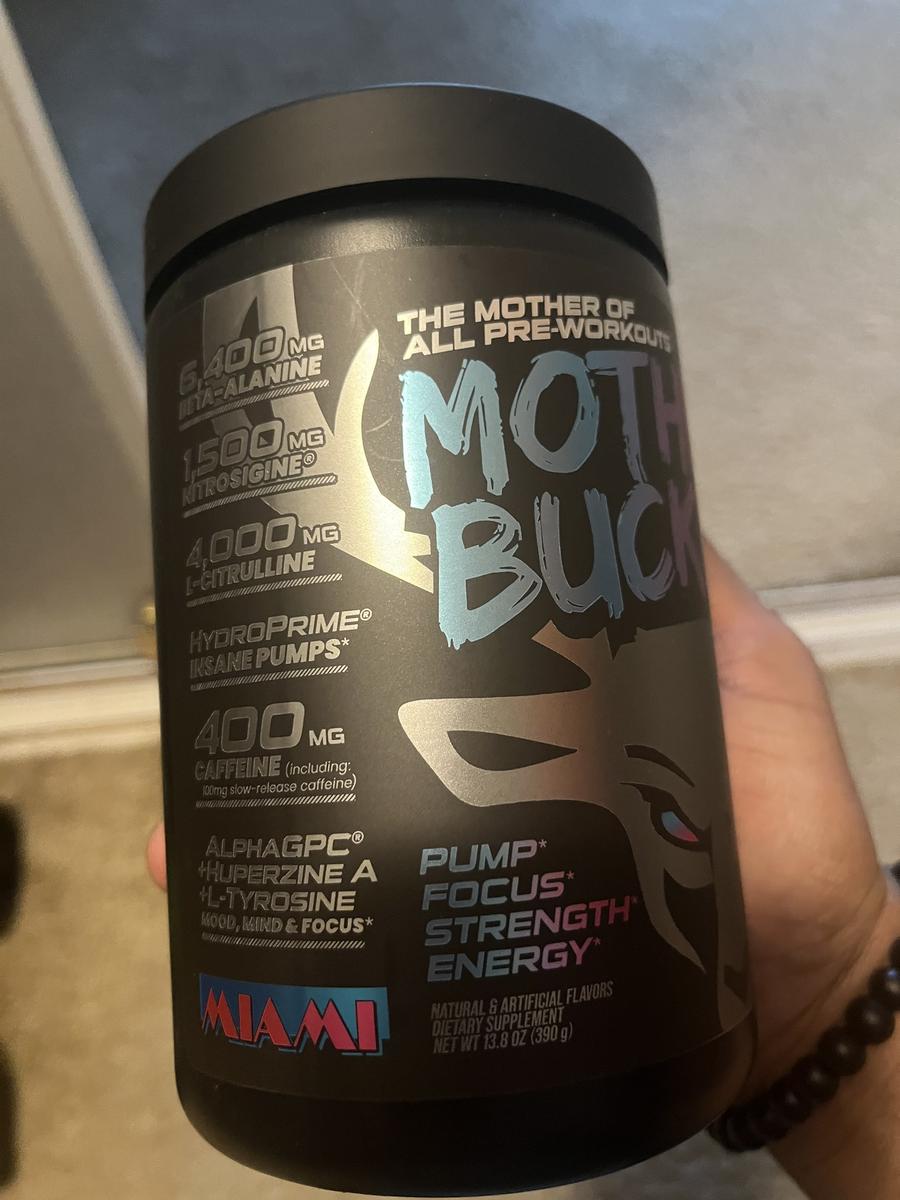 THE MOTHER OF
ALL PRE-WORKOUTS
MOTH
BUCK
6,400 MG
BETA-ALANINE
1,500 MG
NITROSIGINE®
4,000 MG
L-CITRULLINE
HYDROPRIME®
INSANE PUMPS*
400 MG
CAFFEINE (including:
100mg slow-release caffeine)
ALPHAGPC®
+HUPERZINE A
+L-TYROSINE
MOOD, MIND & FOCUS*
MIAMI
PUMP*
FOCUS*
STRENGTH*
ENERGY*
NATURAL & ARTIFICIAL FLAVORS
DIETARY SUPPLEMENT
NET WT 13.8 OZ (390 g)